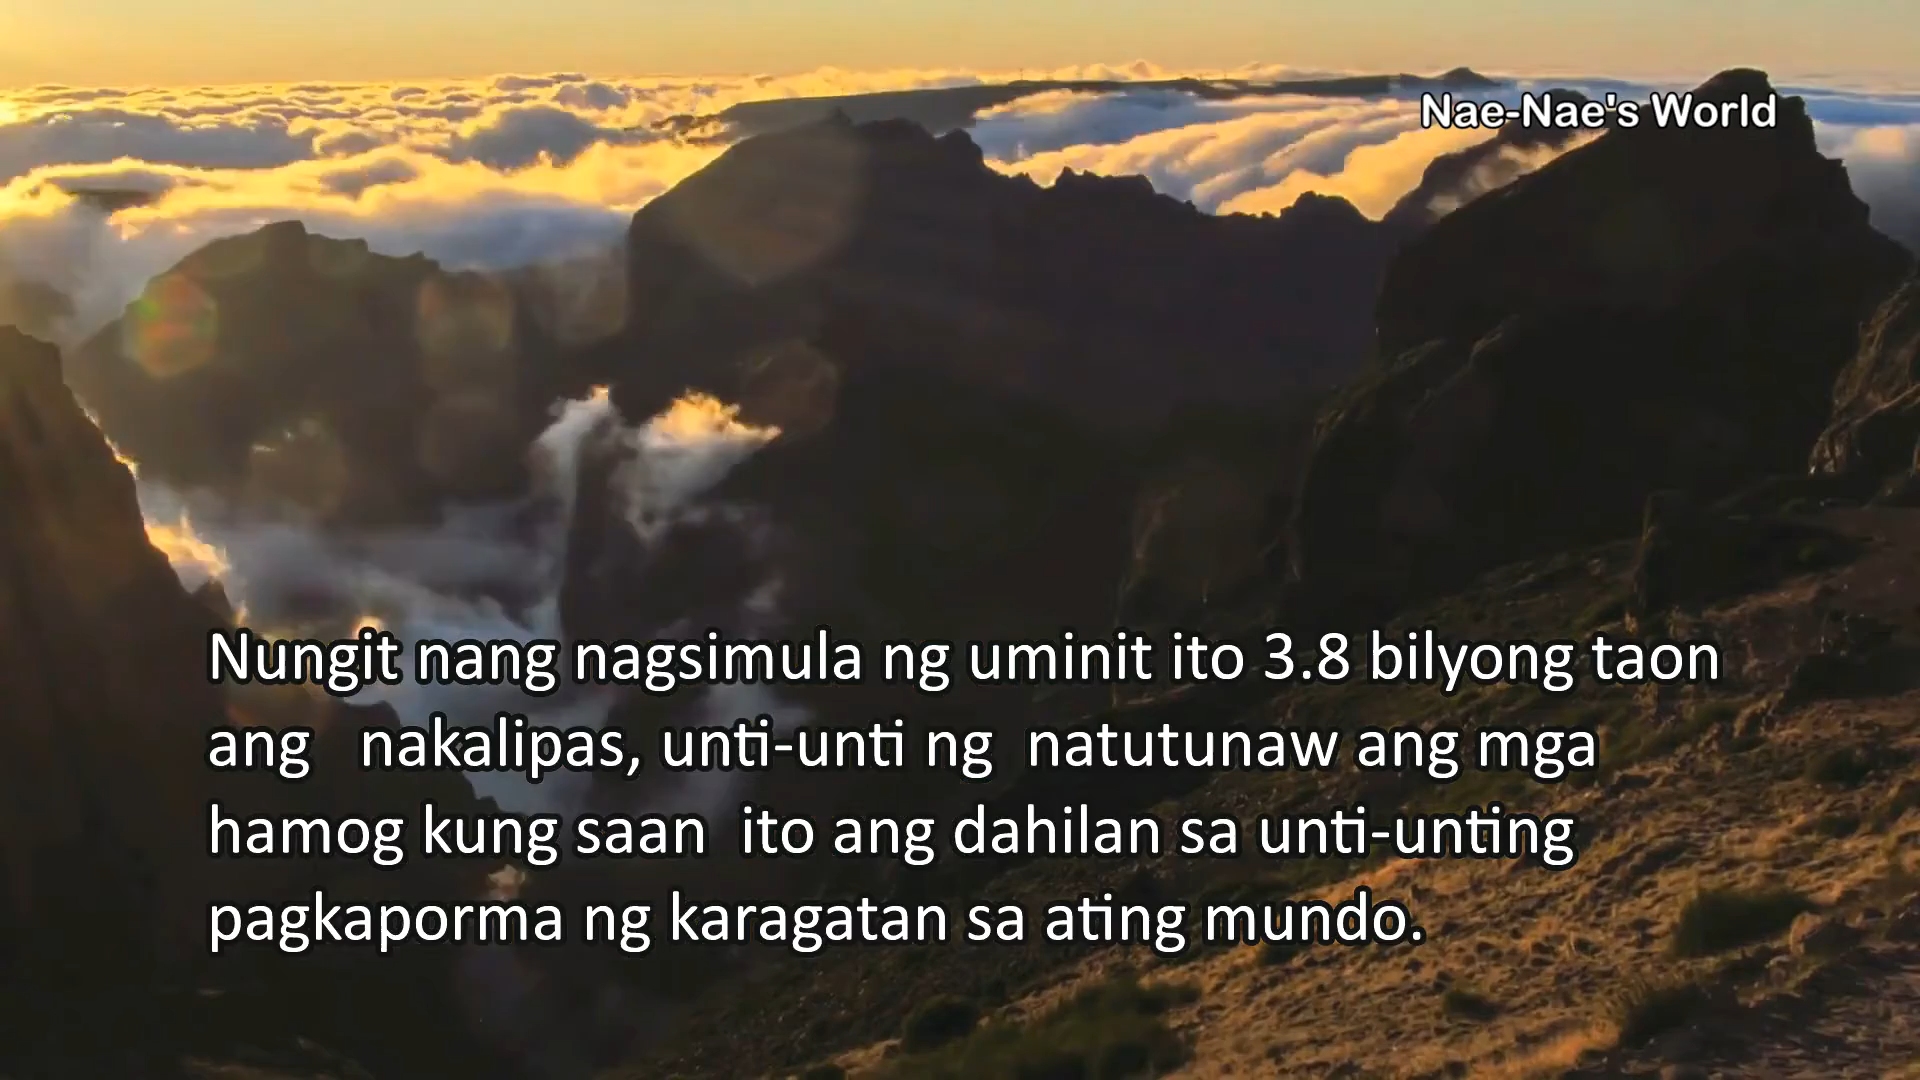 Nae-Nae's World
Nungit nang nagsimula ng uminit ito 3.8 bilyong taon
ang nakalipas, unti-unti ng natutunaw ang mga
hamog kung saan ito ang dahilan sa unti-unting
pagkaporma ng karagatan sa ating mundo.